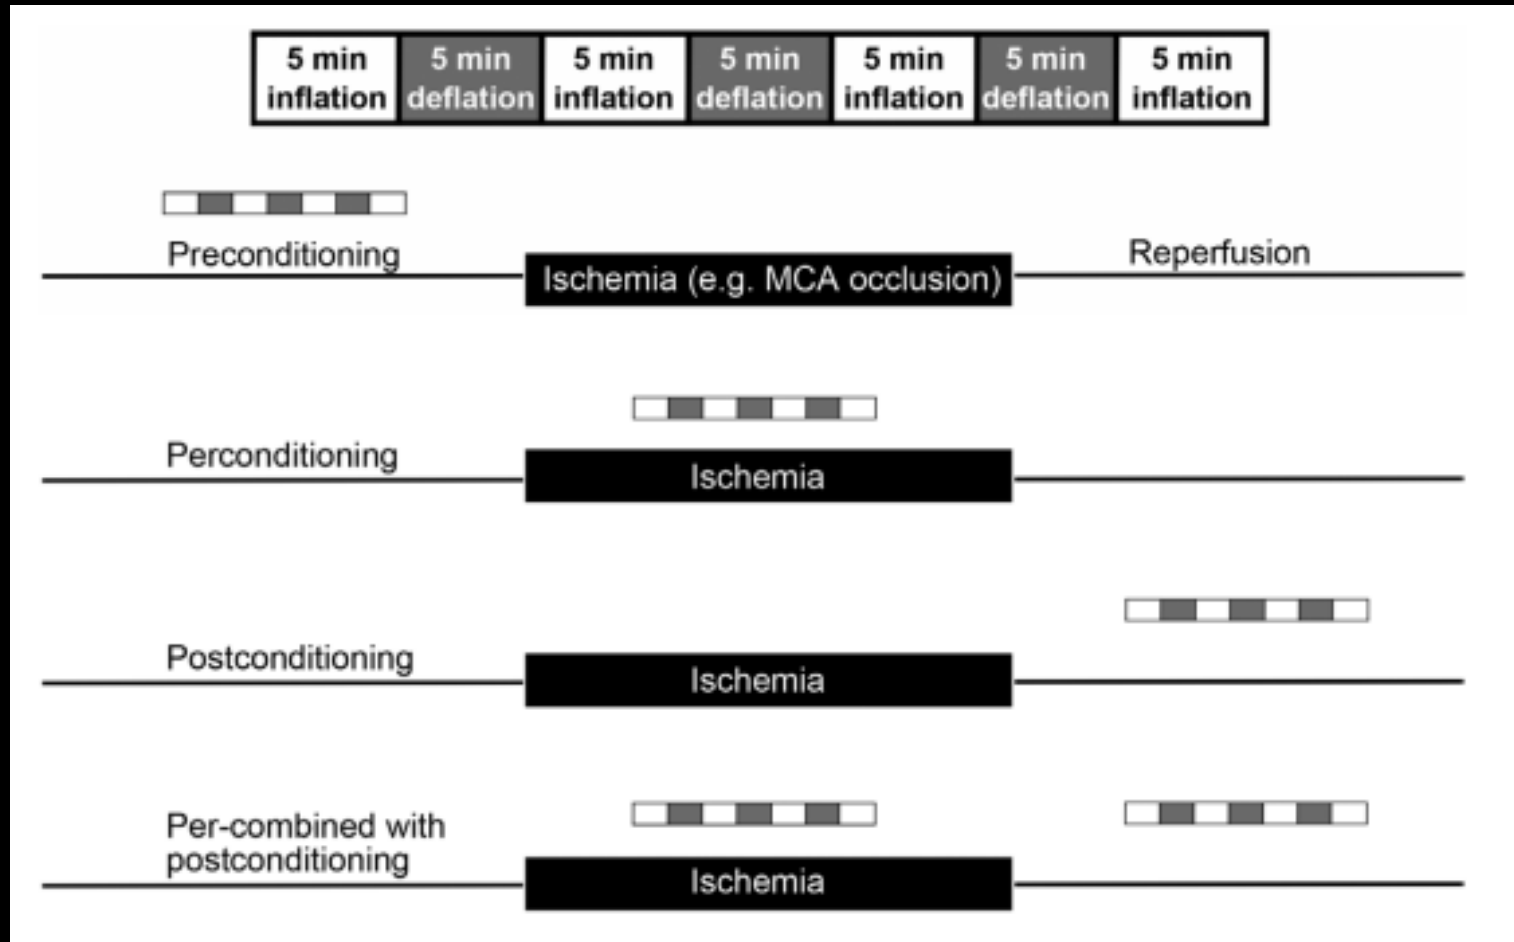 5 min 5 min 5 min 5 min 5 min 5 min 5 min
inflation deflation inflation deflation inflation deflation inflation
Preconditioning
Ischemia (e.g. MCA occlusion)
Reperfusion
Perconditioning
Ischemia
Postconditioning
Ischemia
Per-combined with
postconditioning
Ischemia